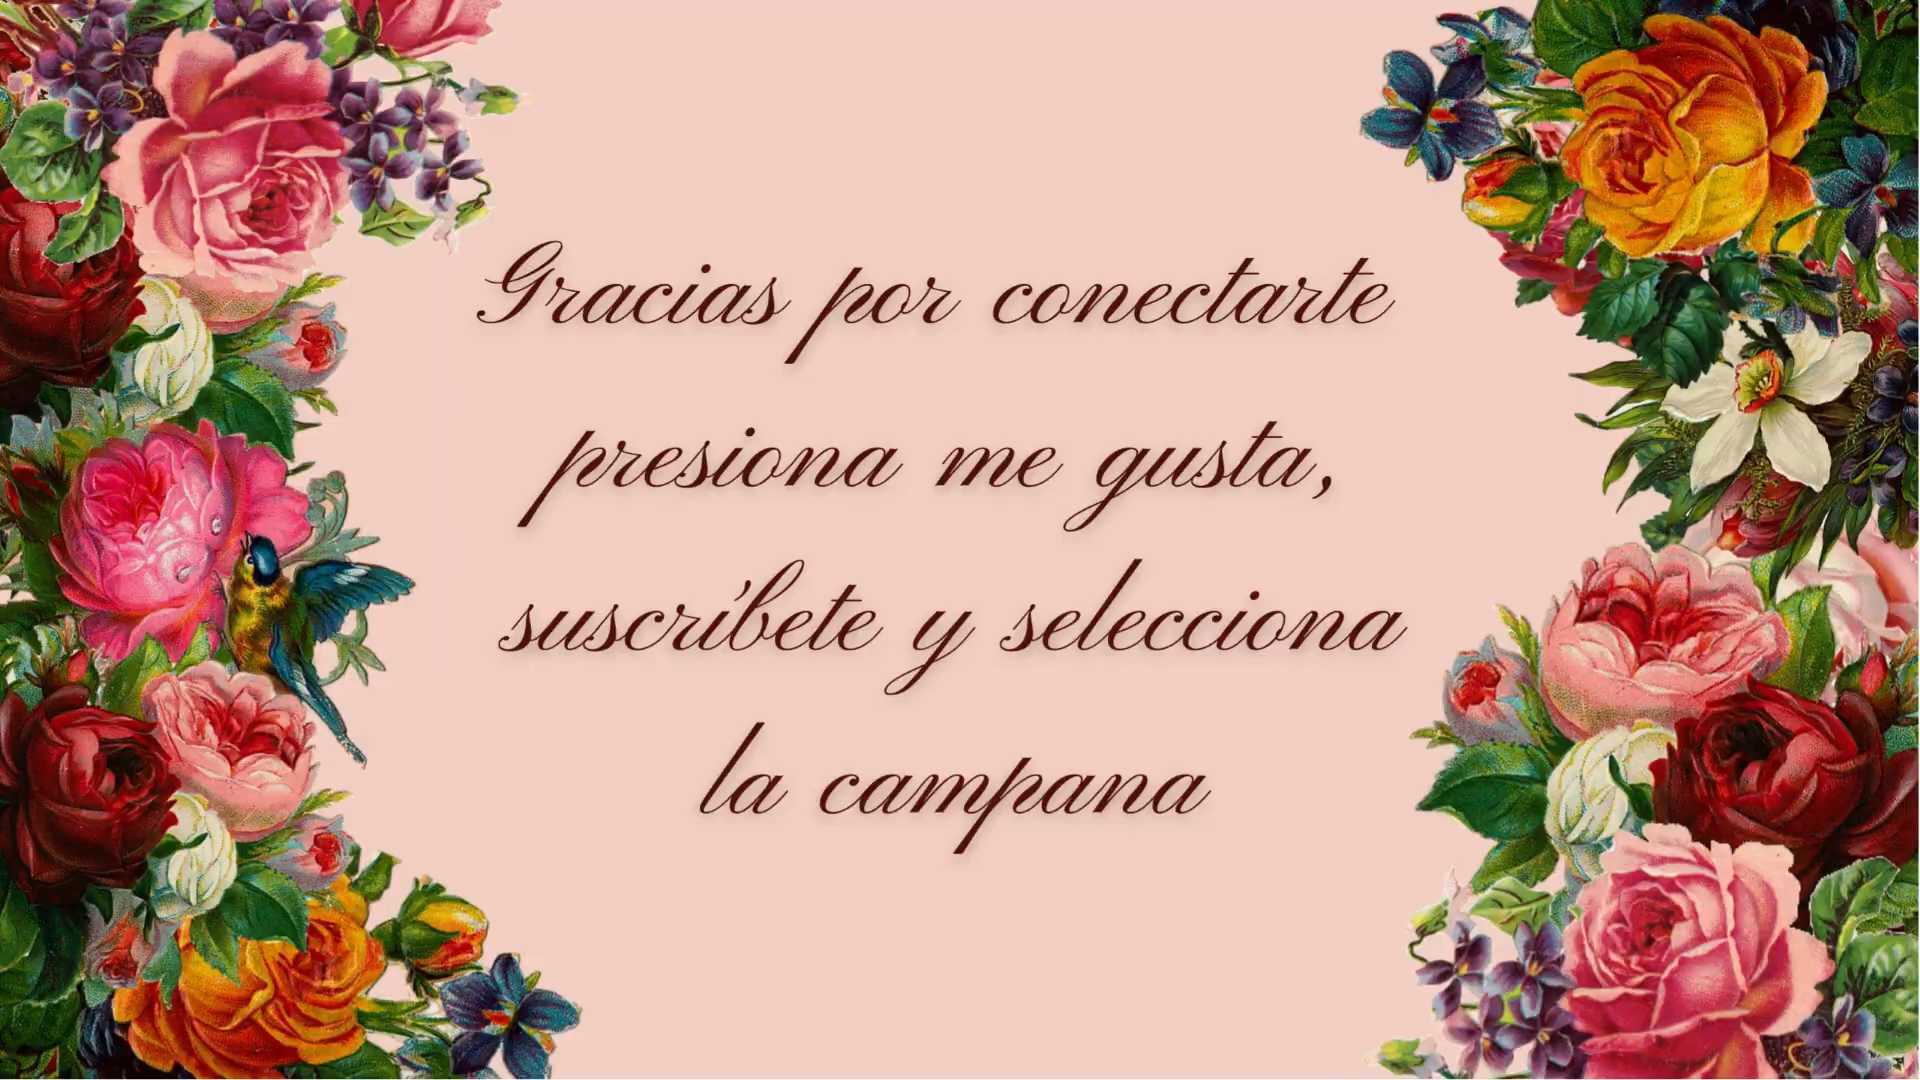 Gracias por conectarte
presiona me gusta,
suscríbete y selecciona
la campana